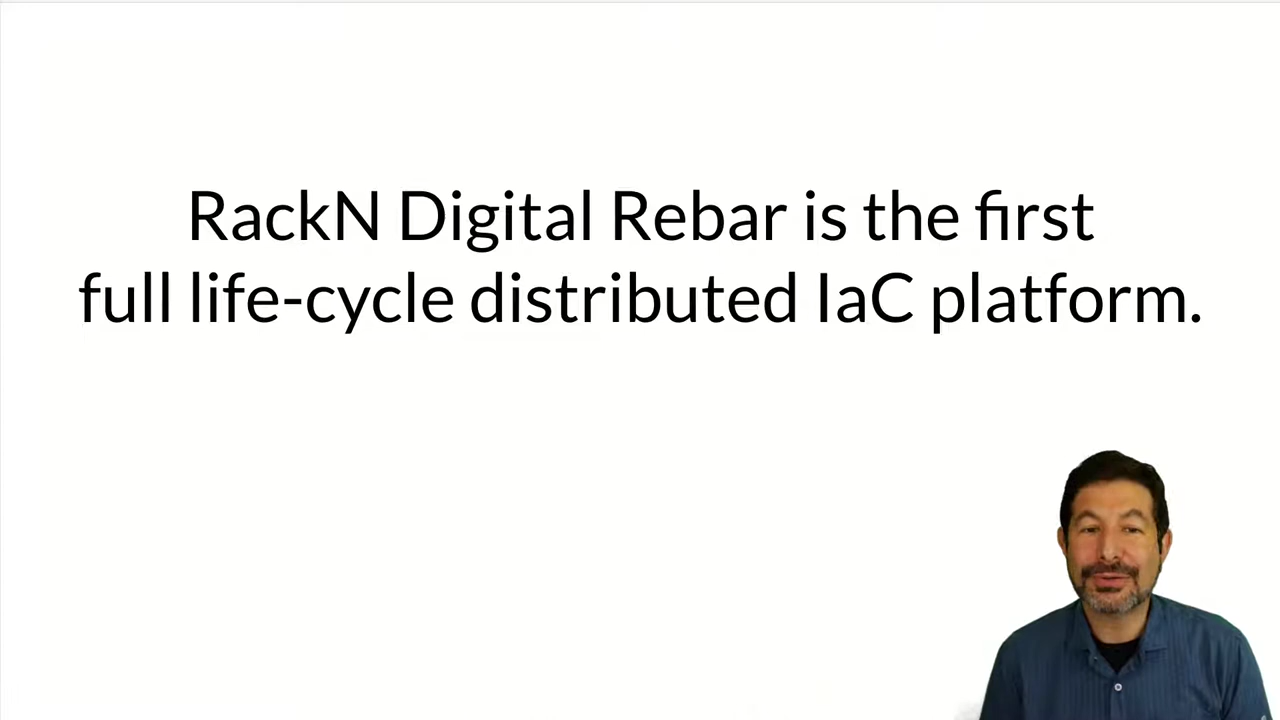 RackN Digital Rebar is the first
full life-cycle distributed IaC platform.